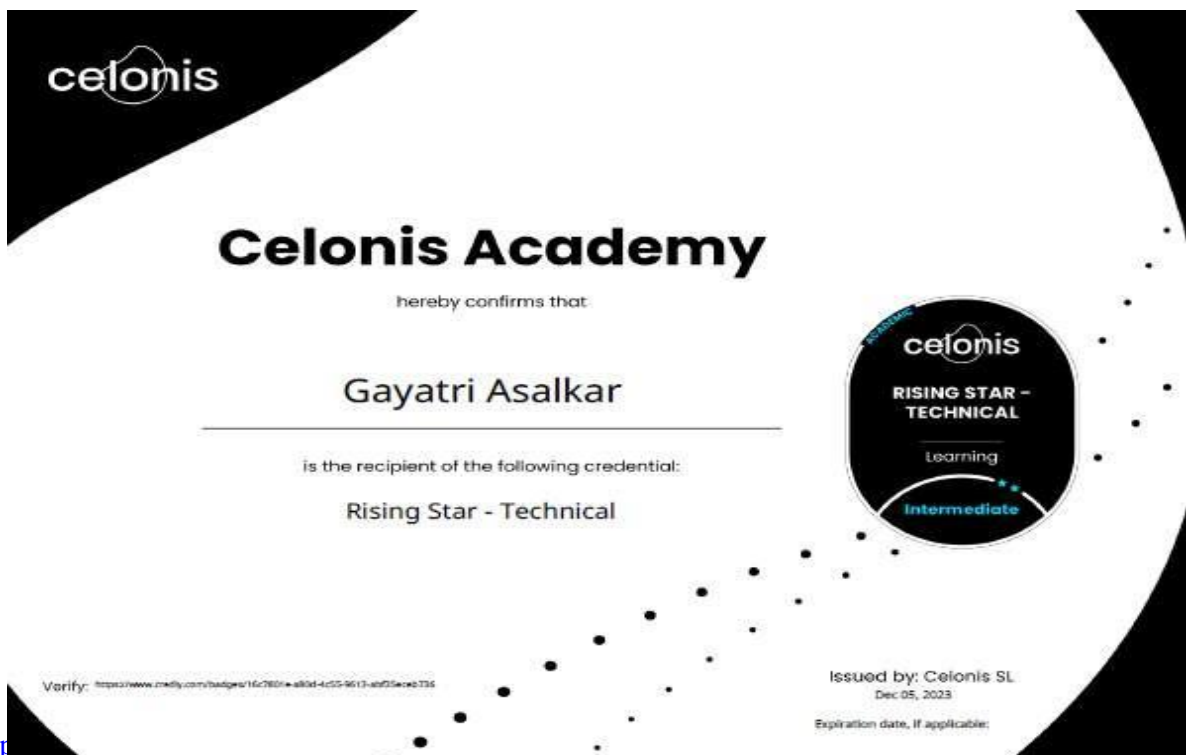 celonis
Celonis Academy
hereby confirms that
Gayatri Asalkar
is the recipient of the following credential:
Rising Star - Technical
ACADEMIC
celonis
RISING STAR -
TECHNICAL
Learning
Intermediate
Verify:
Issued by: Celonis SL
Dec 05, 2023
Expiration date, if applicable: